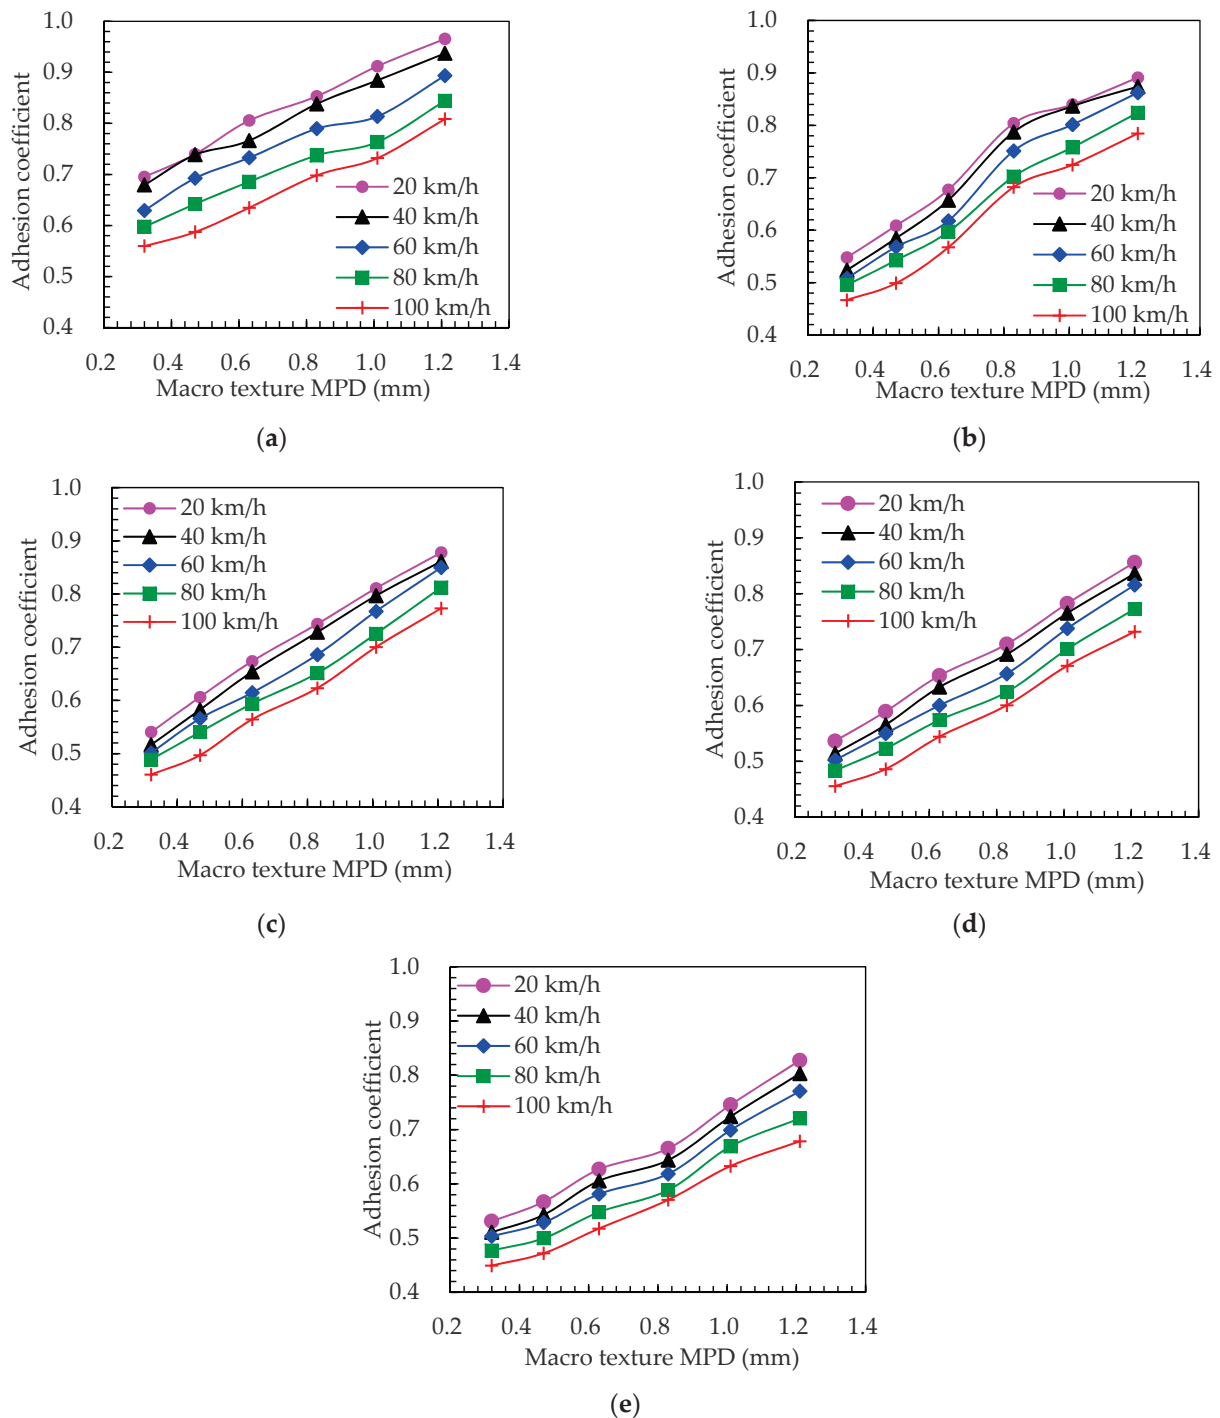 1.0
0.9
0.8
0.7
0.6
0.5
0.4
Adhesion coefficient
20 km/h
40 km/h
60 km/h
80 km/h
100 km/h
0.2 0.4 0.6 0.8 1.0 1.2 1.4
Macro texture MPD (mm)
(a)
1.0
0.9
0.8
0.7
0.6
0.5
0.4
Adhesion coefficient
20 km/h
40 km/h
60 km/h
80 km/h
100 km/h
0.2 0.4 0.6 0.8 1.0 1.2 1.4
Macro texture MPD (mm)
(b)
1.0
0.9
0.8
0.7
0.6
0.5
0.4
Adhesion coefficient
20 km/h
40 km/h
60 km/h
80 km/h
100 km/h
0.2 0.4 0.6 0.8 1.0 1.2 1.4
Macro texture MPD (mm)
(c)
1.0
0.9
0.8
0.7
0.6
0.5
0.4
Adhesion coefficient
20 km/h
40 km/h
60 km/h
80 km/h
100 km/h
0.2 0.4 0.6 0.8 1.0 1.2 1.4
Macro texture MPD (mm)
(d)
1.0
0.9
0.8
0.7
0.6
0.5
0.4
Adhesion coefficient
20 km/h
40 km/h
60 km/h
80 km/h
100 km/h
0.2 0.4 0.6 0.8 1.0 1.2 1.4
Macro texture MPD (mm)
(e)